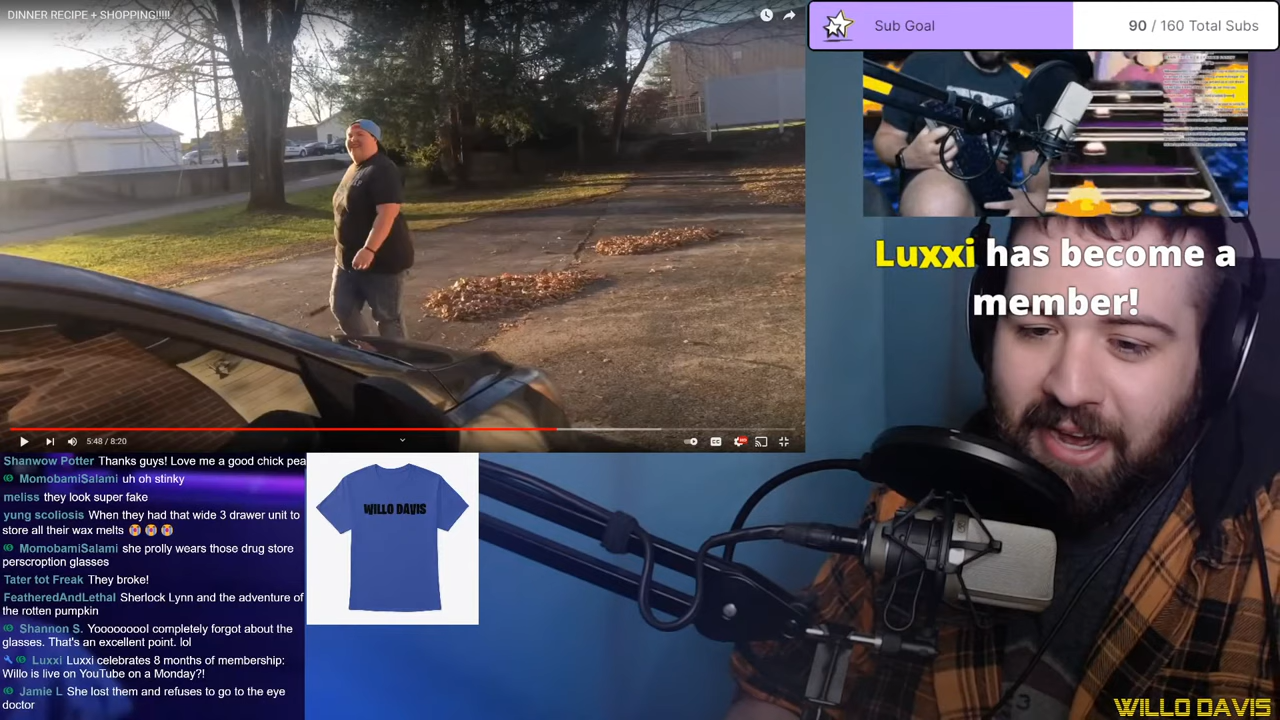 DINNER RECIPE + SHOPPING!!!!!
Sub Goal
90 / 160 Total Subs
Luxxi has become a
member!
5:48 / 8:20
CC
Shanwow Potter Thanks guys! Love me a good chick pea
MomobamiSalami uh oh stinky
meliss they look super fake
yung scoliosis When they had that wide 3 drawer unit to
store all their wax melts
MomobamiSalami she prolly wears those drug store
perscroption glasses
Tater tot Freak They broke!
FeatheredAndLethal Sherlock Lynn and the adventure of
the rotten pumpkin
Shannon S. Yooooooool completely forgot about the
glasses. That's an excellent point. lol
Luxxi Luxxi celebrates 8 months of membership:
Willo is live on YouTube on a Monday?!
Jamie L She lost them and refuses to go to the eye
doctor
WILLO DAVIS
WILLO DAVIS